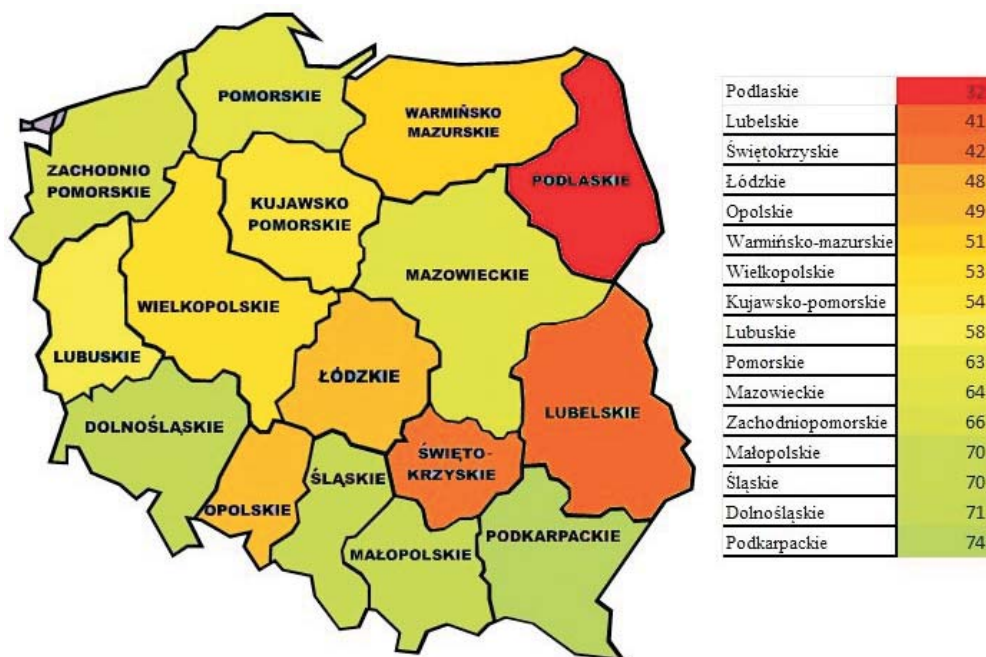 POMORSKIE
WARMIŃSKO
MAZURSKIE
ZACHODNIO
POMORSKIE
KUJAWSKO
POMORSKIE
PODLASKIE
MAZOWIECKIE
WIELKOPOLSKIE
LUBUSKIE
ŁÓDZKIE
LUBELSKIE
DOLNOŚLĄSKIE
ŚWIĘTO-
KRZYSKIE
ŚLĄSKIE
OPOLSKIE
MAŁOPOLSKIE
PODKARPACKIE
Podlaskie 32
Lubelskie 41
Świętokrzyskie 42
Łódzkie 48
Opolskie 49
Warmińsko-mazurskie 51
Wielkopolskie 53
Kujawsko-pomorskie 54
Lubuskie 58
Pomorskie 63
Mazowieckie 64
Zachodniopomorskie 66
Małopolskie 70
Śląskie 70
Dolnośląskie 71
Podkarpackie 74